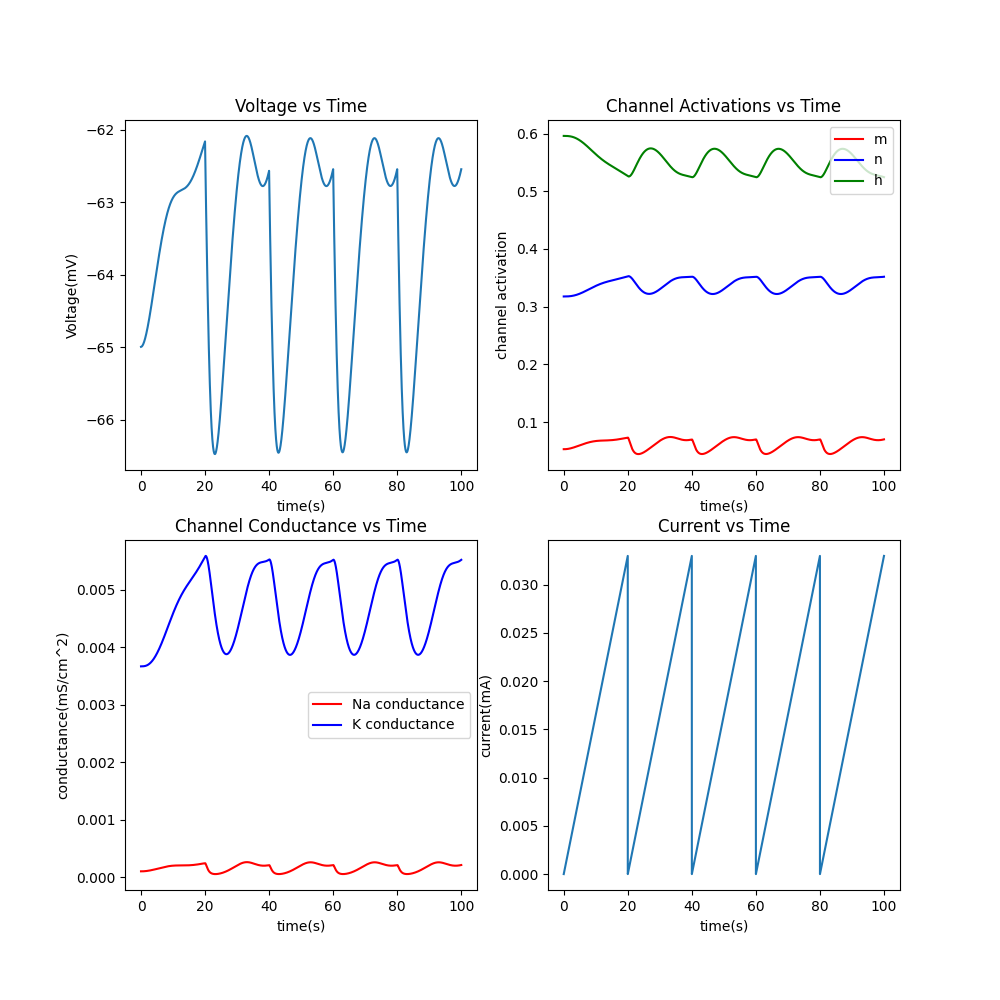 Voltage vs Time
−62
−63
−64
−65
−66
Voltage(mV)
0 20 40 60 80 100
time(s)
Channel Activations vs Time
0.6
0.5
0.4
0.3
0.2
0.1
channel activation
m
n
h
0 20 40 60 80 100
time(s)
Channel Conductance vs Time
0.005
0.004
0.003
0.002
0.001
0.000
conductance(mS/cm^2)
Na conductance
K conductance
0 20 40 60 80 100
time(s)
Current vs Time
0.030
0.025
0.020
0.015
0.010
0.005
0.000
current(mA)
0 20 40 60 80 100
time(s)